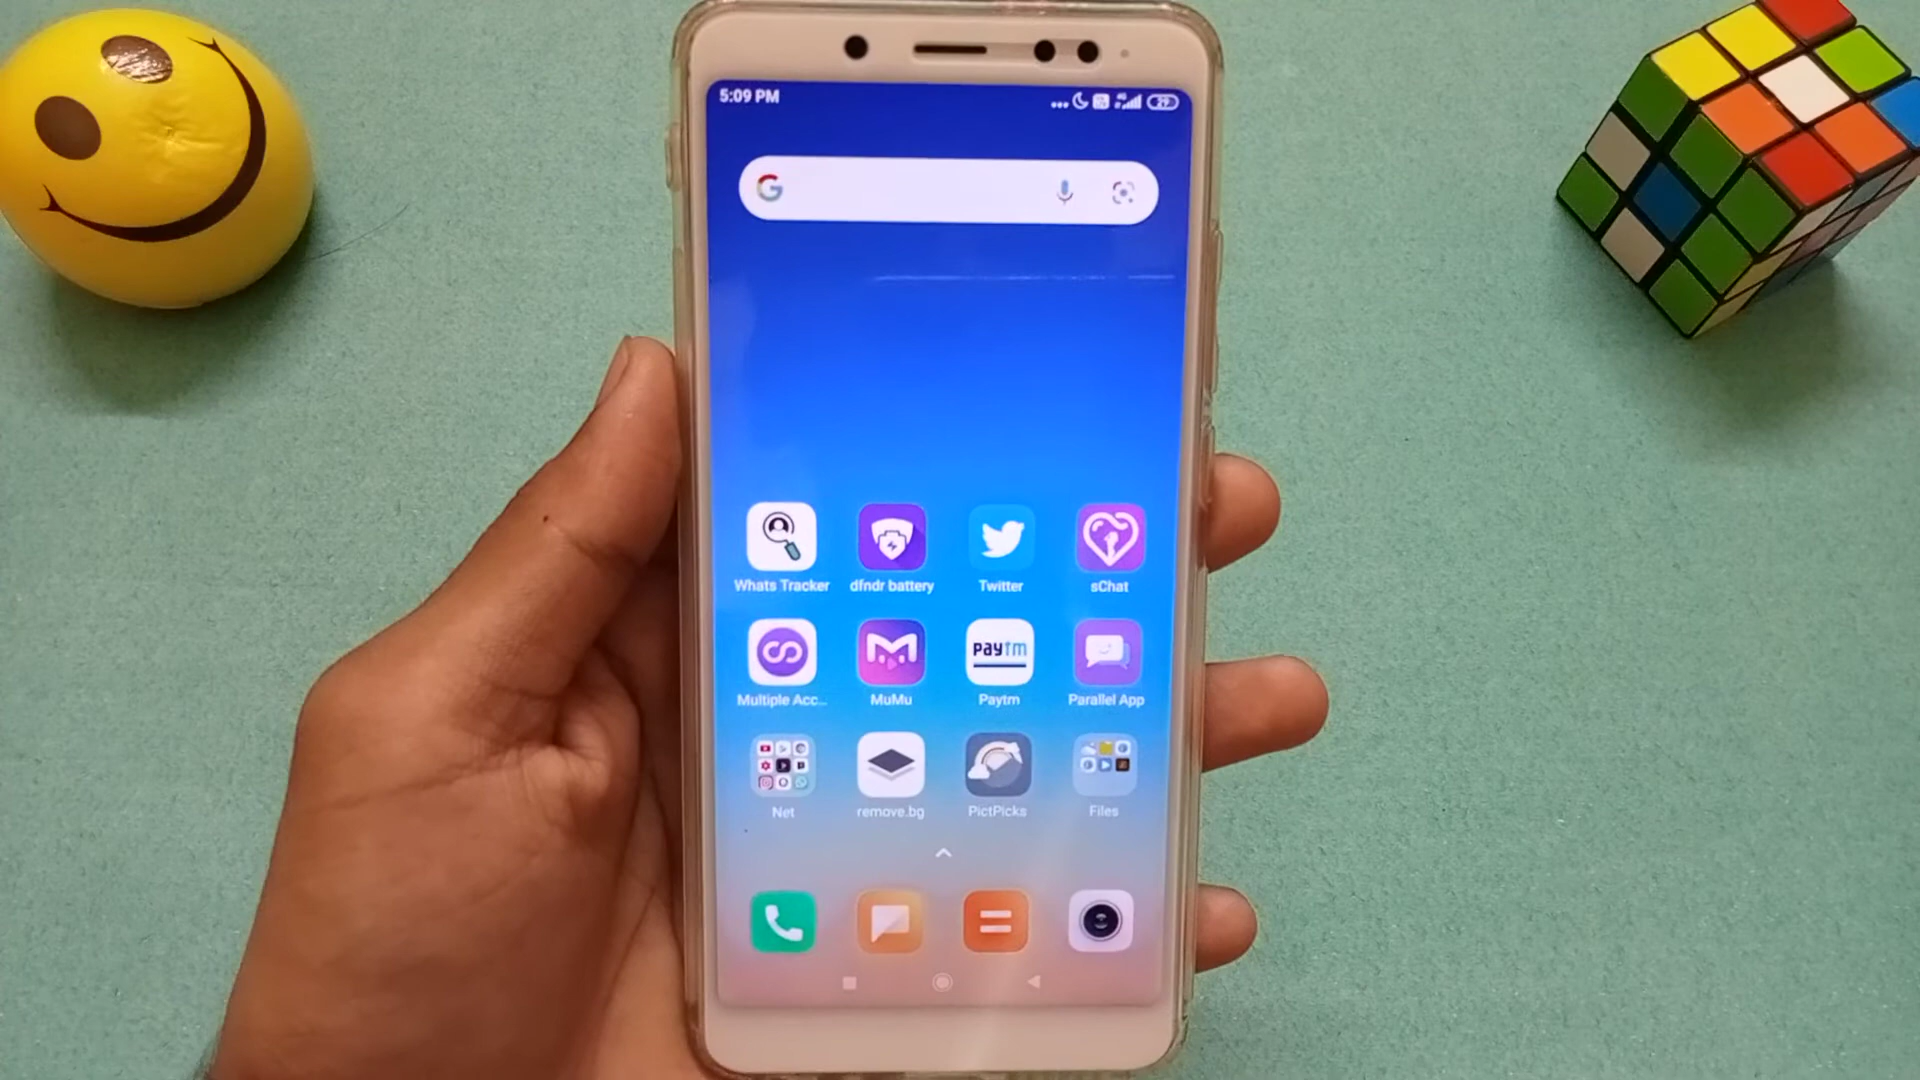 5:09 PM
29
Whats Tracker
dfndr battery
Twitter
sChat
Multiple Acc...
MuMu
paytm
Paytm
Parallel App
Net
remove.bg
PictPicks
Files